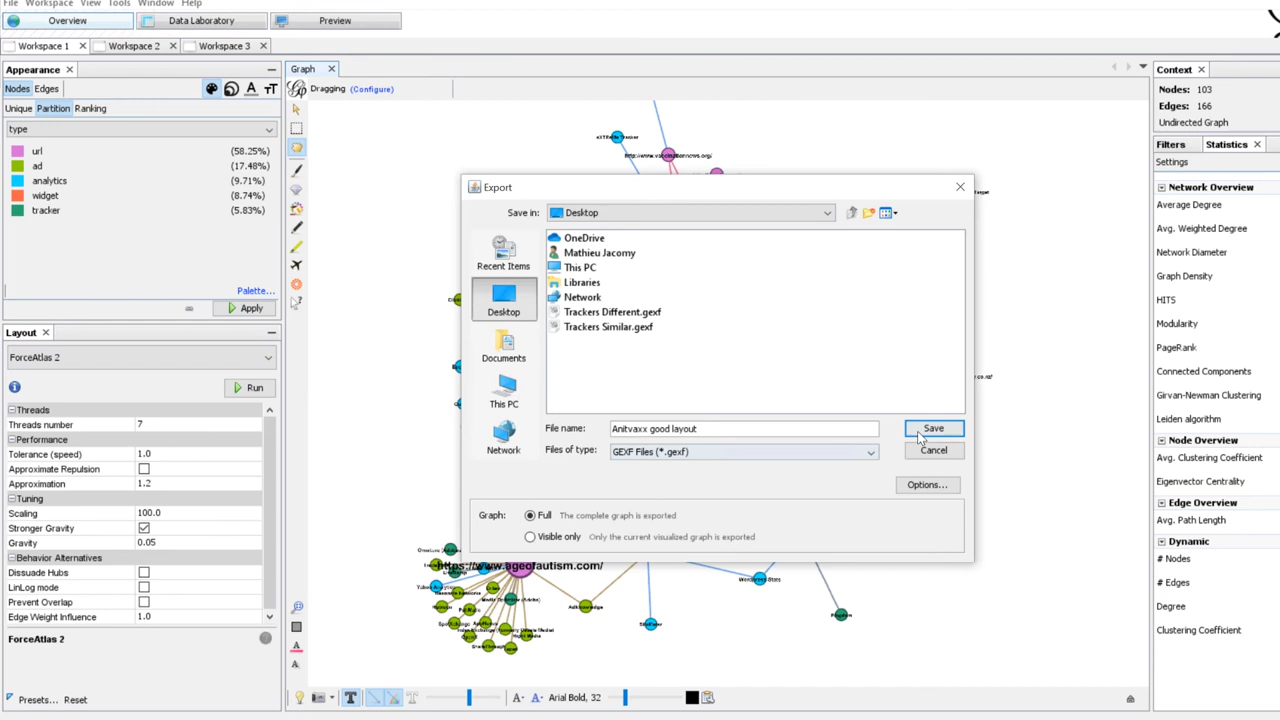 File Workspace View Tools Window Help
Overview Data Laboratory Preview
Workspace 1 Workspace 2 Workspace 3
Appearance
Nodes Edges
Unique Partition Ranking
type
url (58.25%)
ad (17.48%)
analytics (9.71%)
widget (8.74%)
tracker (5.83%)
Palette...
Apply
Layout
ForceAtlas 2
Run
Threads
Threads number 7
Performance
Tolerance (speed) 1.0
Approximate Repulsion
Approximation 1.2
Tuning
Scaling 100.0
Stronger Gravity
Gravity 0.05
Behavior Alternatives
Dissuade Hubs
LinLog mode
Prevent Overlap
Edge Weight Influence 1.0
ForceAtlas 2
Presets... Reset
Graph
Dragging (Configure)
http://www.vaccinationnews.org/
Export
Save in: Desktop
Recent Items
Desktop
Documents
This PC
Network
OneDrive
Mathieu Jacomy
This PC
Libraries
Network
Trackers Different.gexf
Trackers Similar.gexf
File name: Anitvaxx good layout
Save
Files of type: GEXF Files (*.gexf)
Cancel
Options...
Graph: Full The complete graph is exported
Visible only Only the current visualized graph is exported
https://www.ageofautism.com/
Adknowledge
Wordpress Stats
Arial Bold, 32
Context
Nodes: 103
Edges: 166
Undirected Graph
Filters Statistics
Settings
Network Overview
Average Degree
Avg. Weighted Degree
Network Diameter
Graph Density
HITS
Modularity
PageRank
Connected Components
Girvan-Newman Clustering
Leiden algorithm
Node Overview
Avg. Clustering Coefficient
Eigenvector Centrality
Edge Overview
Avg. Path Length
Dynamic
# Nodes
# Edges
Degree
Clustering Coefficient